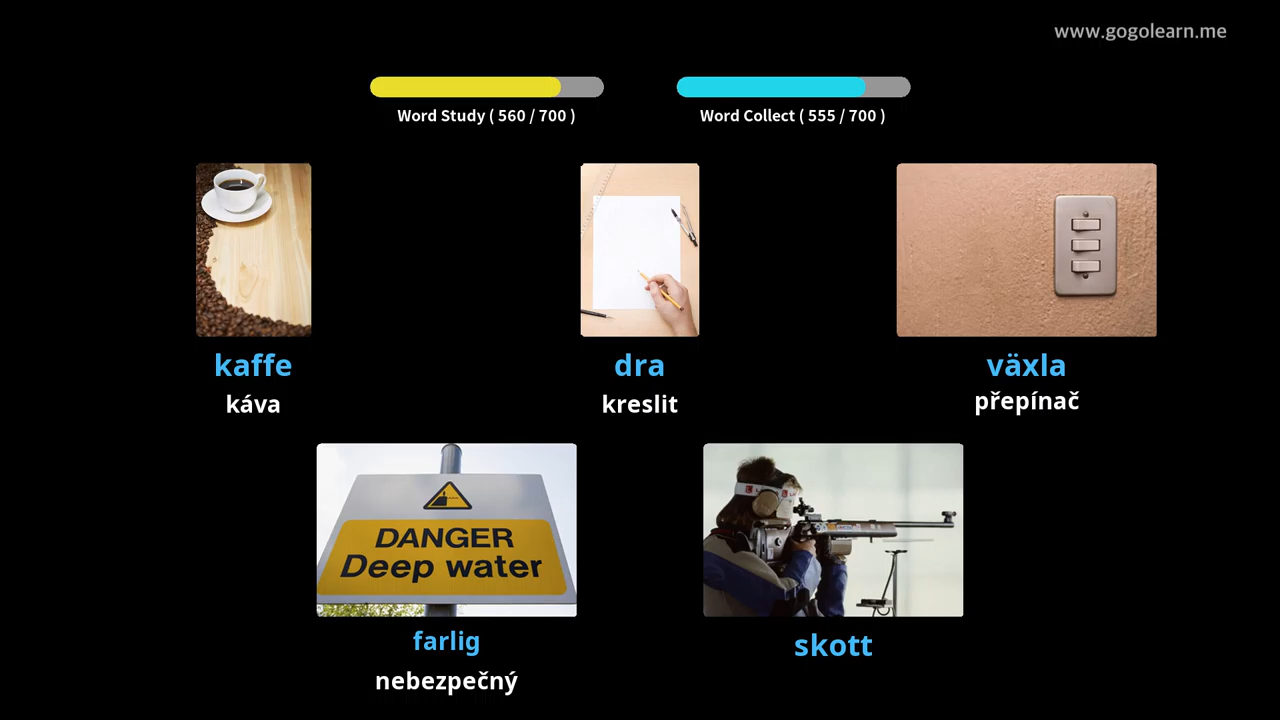 www.gogolearn.me
Word Study ( 560 / 700 )
Word Collect ( 555 / 700 )
kaffe
káva
dra
kreslit
växla
přepínač
DANGER
Deep water
farlig
nebezpečný
skott